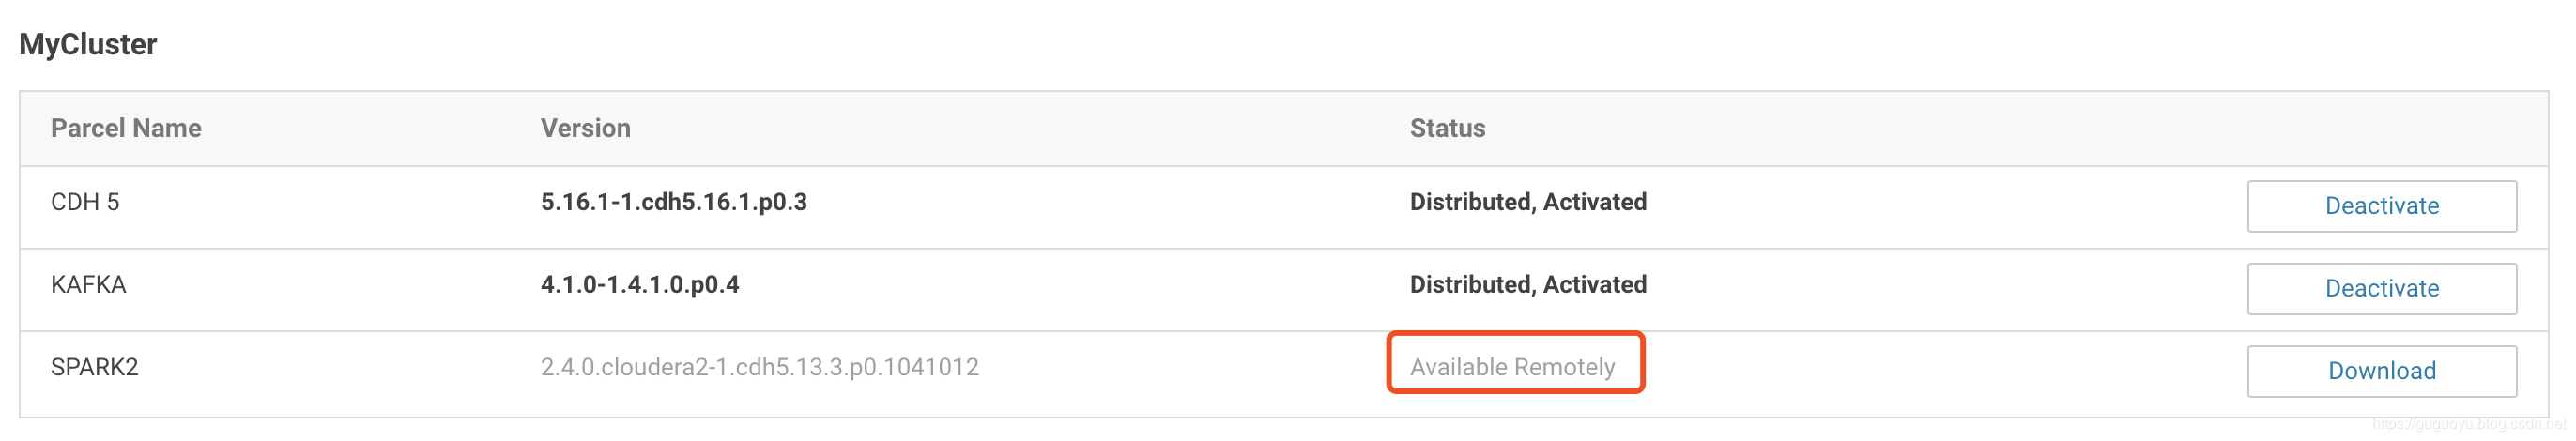 MyCluster
Parcel Name Version Status
CDH 5 5.16.1-1.cdh5.16.1.p0.3 Distributed, Activated Deactivate
KAFKA 4.1.0-1.4.1.0.p0.4 Distributed, Activated Deactivate
SPARK2 2.4.0.cloudera2-1.cdh5.13.3.p0.1041012 Available Remotely Download
https://guguoyu.blog.csdn.net